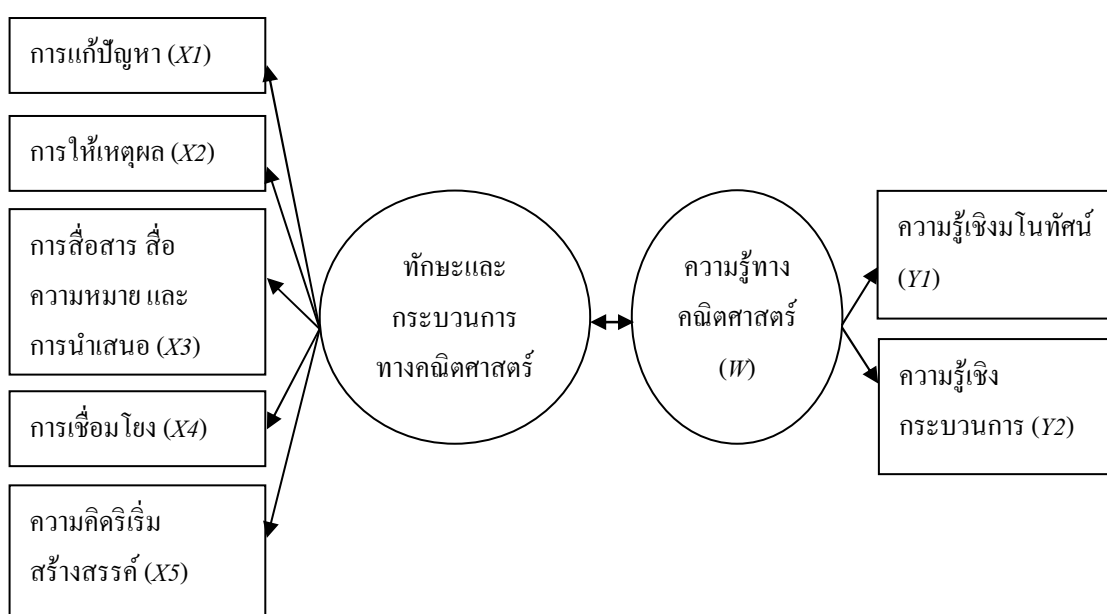 การแก้ปัญหา (X1)
การให้เหตุผล (X2)
การสื่อสาร สื่อ
ความหมาย และ
การนำเสนอ (X3)
การเชื่อมโยง (X4)
ความคิดริเริ่ม
สร้างสรรค์ (X5)
ทักษะและ
กระบวนการ
ทางคณิตศาสตร์
ความรู้ทาง
คณิตศาสตร์
(W)
ความรู้เชิงมโนทัศน์
(Y1)
ความรู้เชิง
กระบวนการ (Y2)